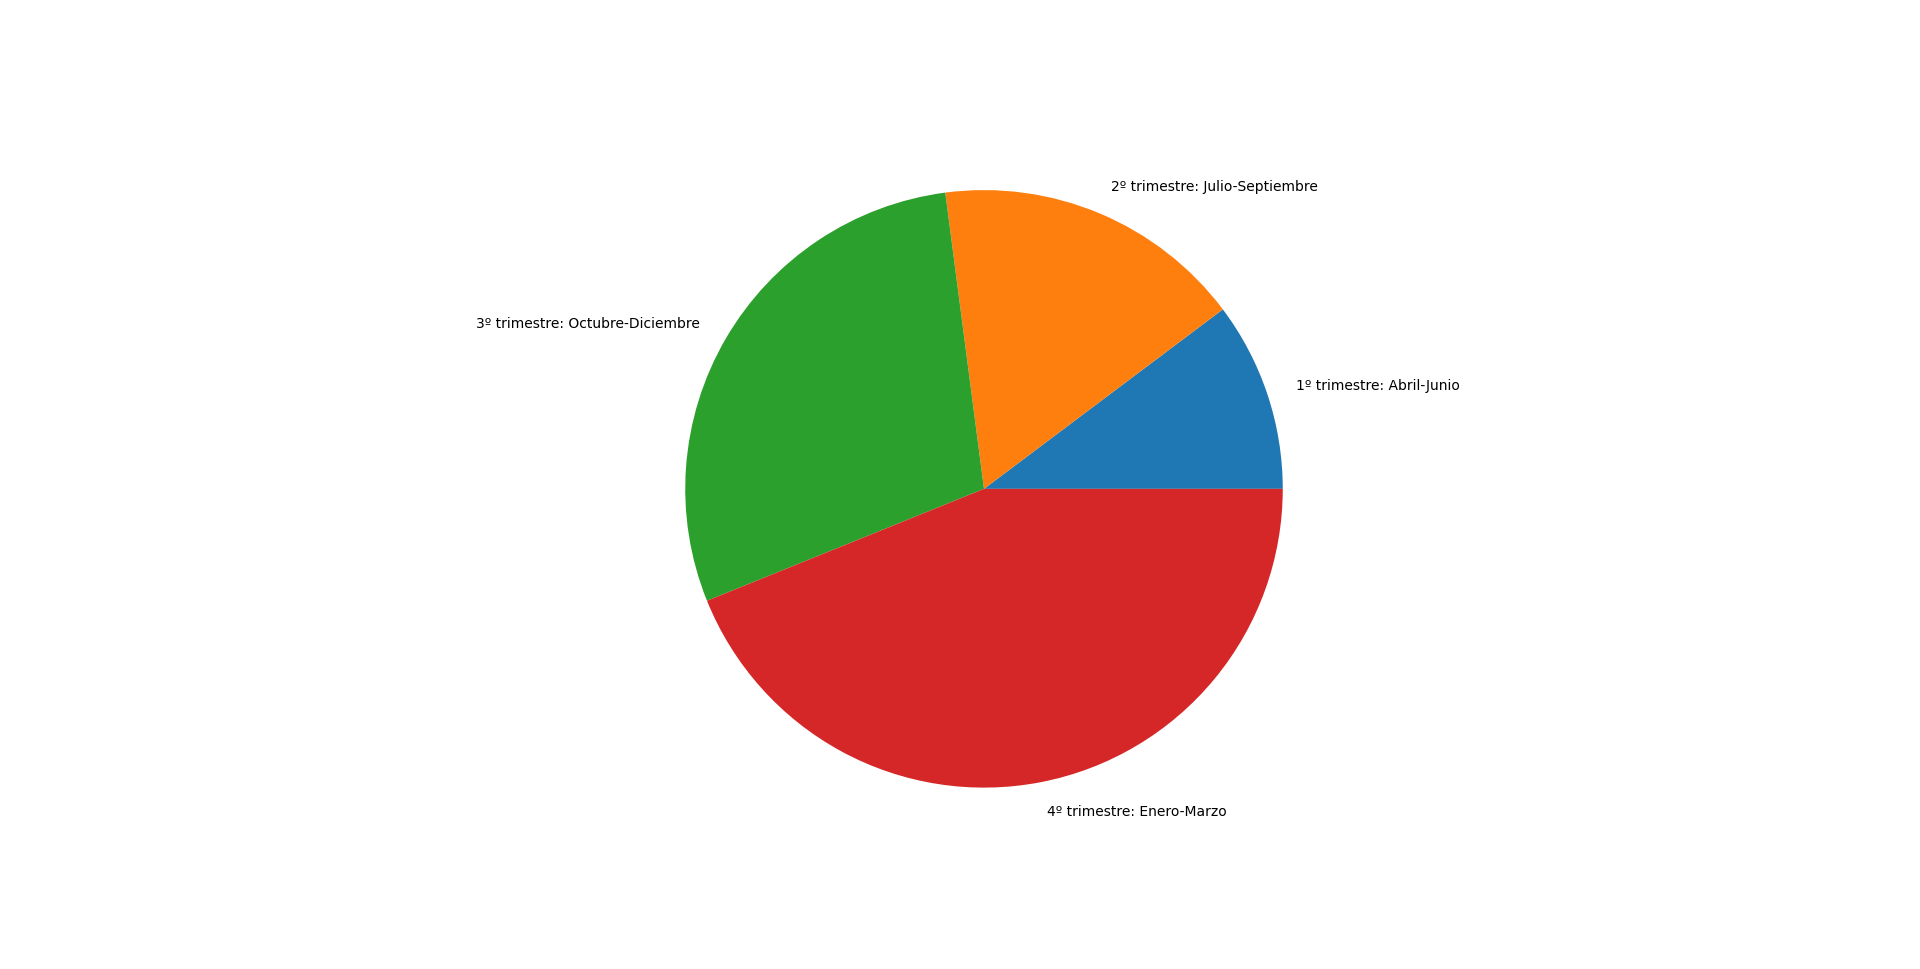 2º trimestre: Julio-Septiembre
3º trimestre: Octubre-Diciembre
1º trimestre: Abril-Junio
4º trimestre: Enero-Marzo